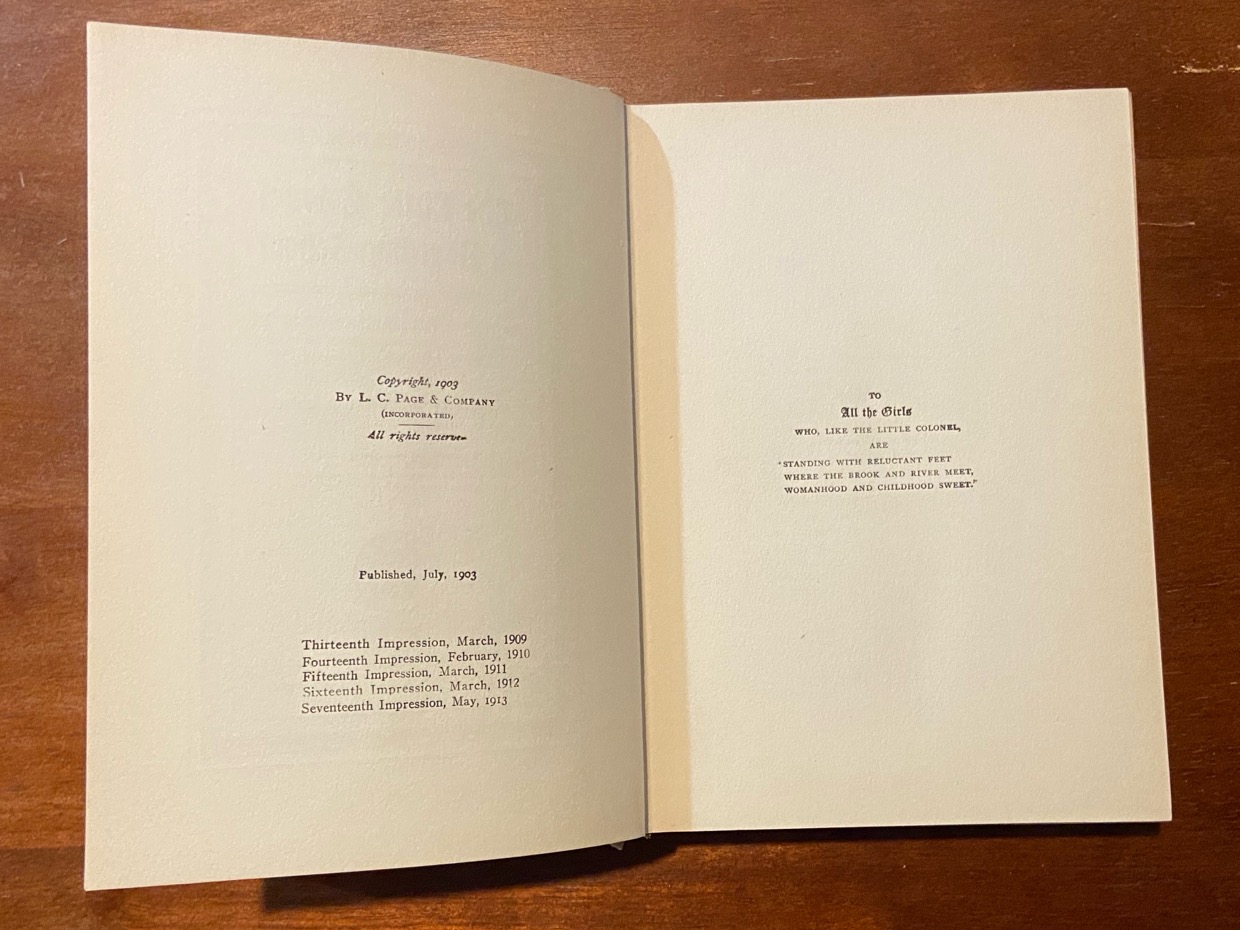 Copyright, 1903
By L. C. Page & Company
(INCORPORATED)
All rights reserved
Published, July, 1903
Thirteenth Impression, March, 1909
Fourteenth Impression, February, 1910
Fifteenth Impression, March, 1911
Sixteenth Impression, March, 1912
Seventeenth Impression, May, 1913
TO
All the Girls
WHO, LIKE THE LITTLE COLONEL,
ARE
"STANDING WITH RELUCTANT FEET
WHERE THE BROOK AND RIVER MEET,
WOMANHOOD AND CHILDHOOD SWEET."